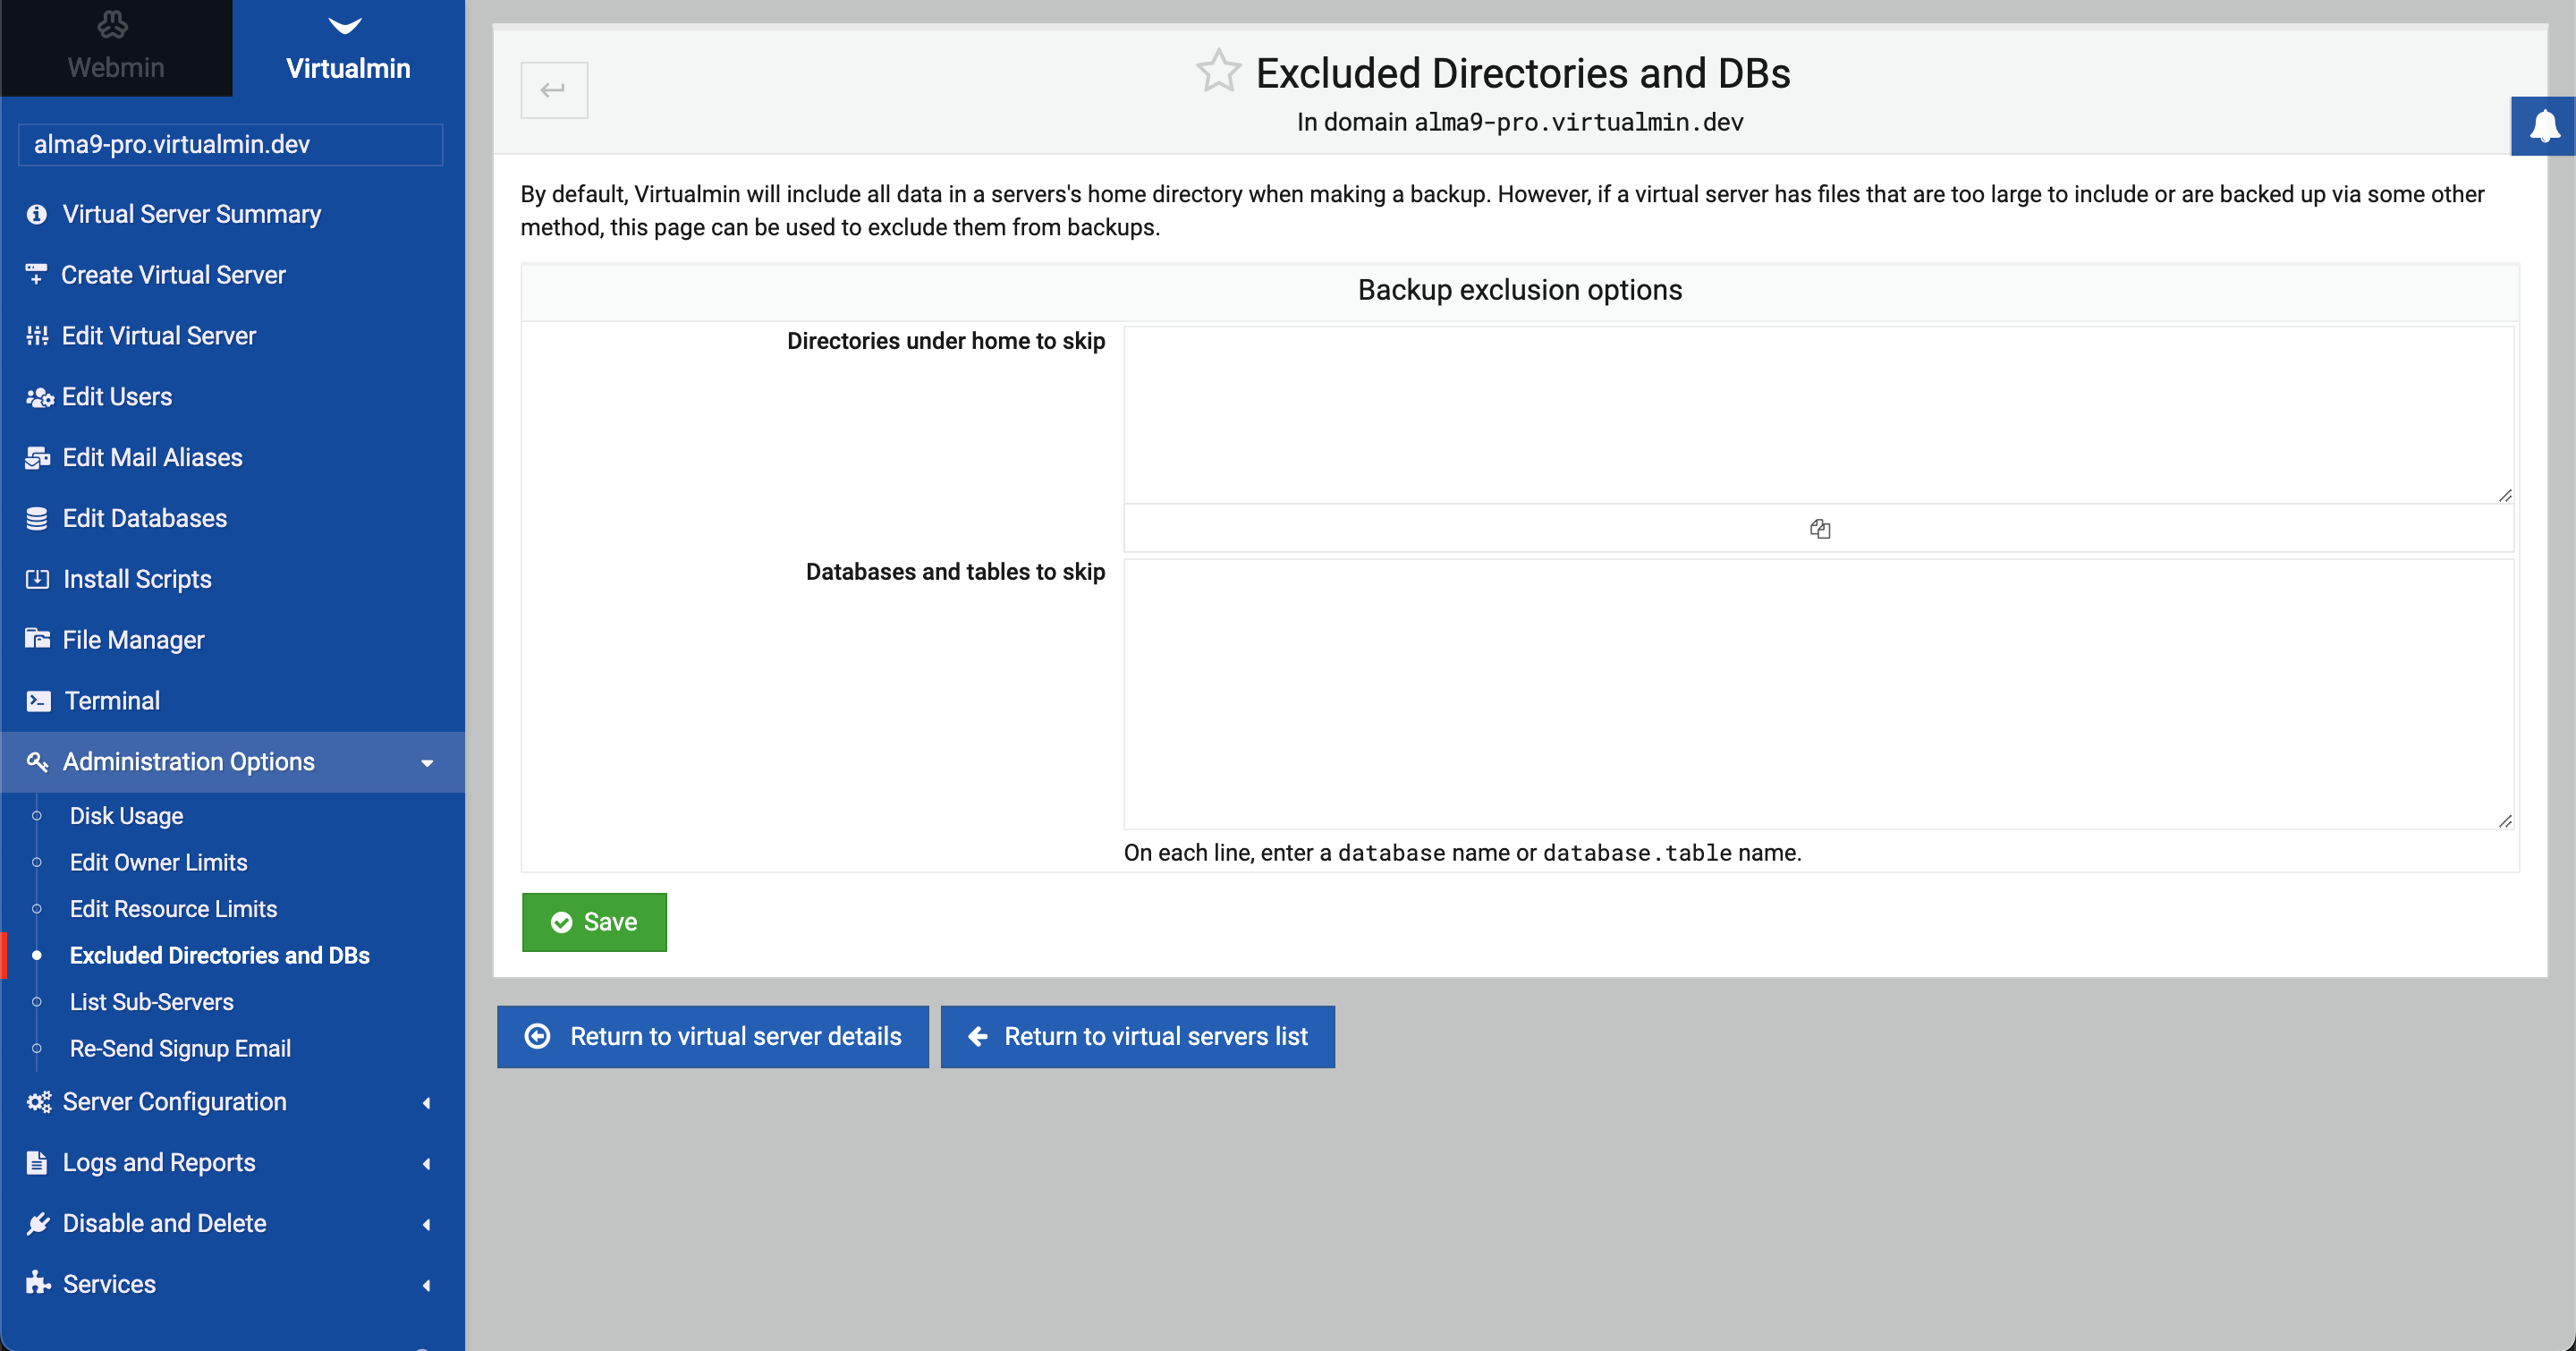 Webmin
Virtualmin
alma9-pro.virtualmin.dev
Virtual Server Summary
Create Virtual Server
Edit Virtual Server
Edit Users
Edit Mail Aliases
Edit Databases
Install Scripts
File Manager
Terminal
Administration Options
Disk Usage
Edit Owner Limits
Edit Resource Limits
Excluded Directories and DBs
List Sub-Servers
Re-Send Signup Email
Server Configuration
Logs and Reports
Disable and Delete
Services
Excluded Directories and DBs
In domain alma9-pro.virtualmin.dev
By default, Virtualmin will include all data in a servers's home directory when making a backup. However, if a virtual server has files that are too large to include or are backed up via some other
method, this page can be used to exclude them from backups.
Backup exclusion options
Directories under home to skip
Databases and tables to skip
On each line, enter a database name or database.table name.
Save
Return to virtual server details
Return to virtual servers list